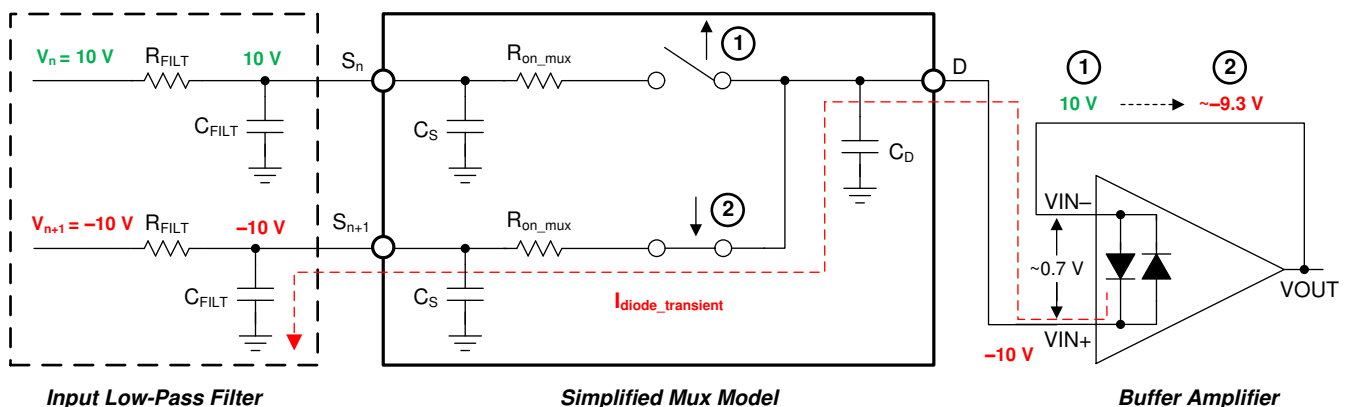 Vn = 10 V
RFILT
10 V
Sn
Ron_mux
1
D
1
2
10 V
~–9.3 V
CFILT
CS
CD
Vn+1 = –10 V
RFILT
–10 V
Sn+1
Ron_mux
2
VIN–
~0.7 V
CFILT
CS
Idiode_transient
VOUT
VIN+
–10 V
Input Low-Pass Filter
Simplified Mux Model
Buffer Amplifier